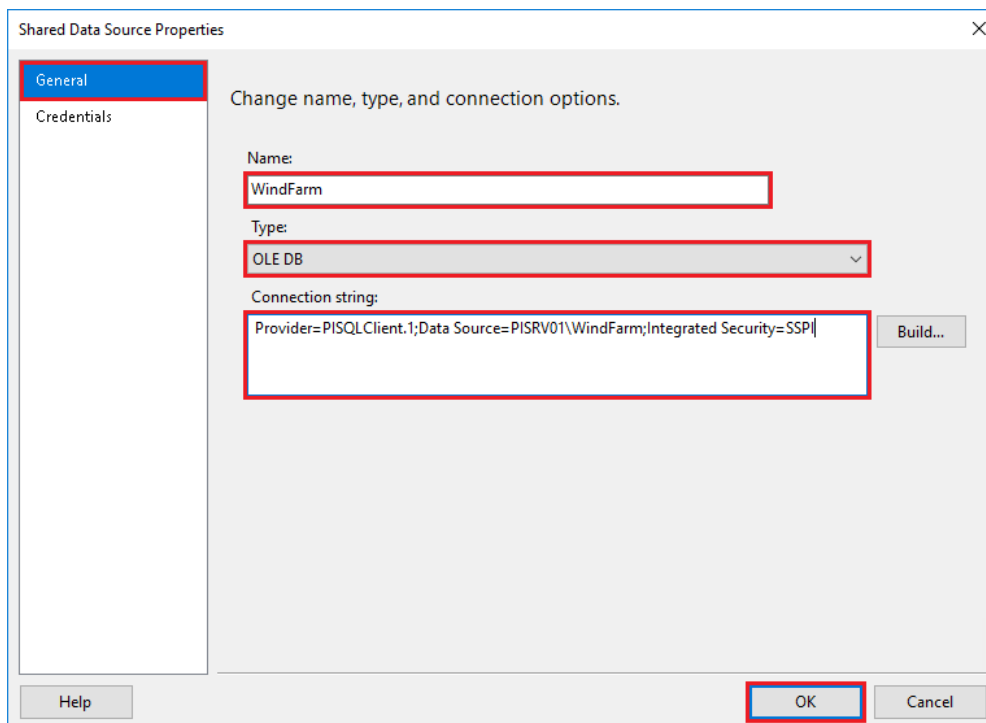 Shared Data Source Properties
General
Credentials
Change name, type, and connection options.
Name:
WindFarm
Type:
OLE DB
Connection string:
Provider=PISQLClient.1;Data Source=PISRV01\WindFarm;Integrated Security=SSPI
Build...
Help
OK
Cancel